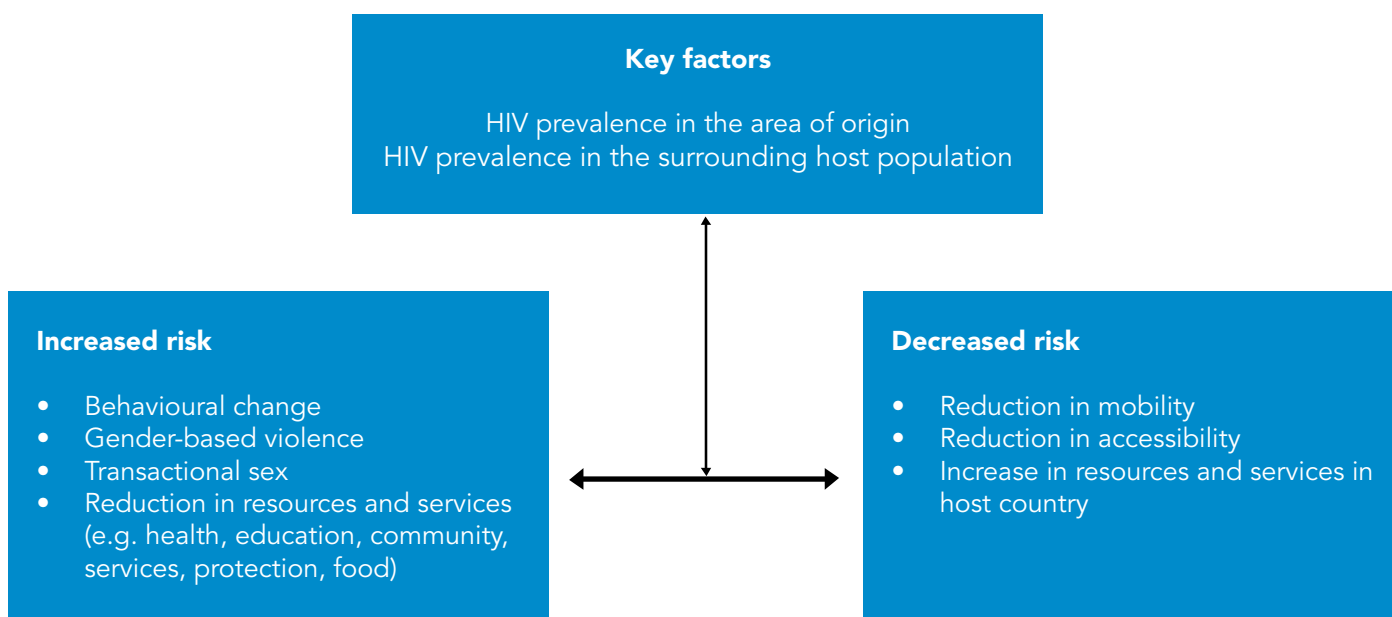 Key factors
HIV prevalence in the area of origin
HIV prevalence in the surrounding host population
Increased risk
• Behavioural change
• Gender-based violence
• Transactional sex
• Reduction in resources and services
(e.g. health, education, community,
services, protection, food)
Decreased risk
• Reduction in mobility
• Reduction in accessibility
• Increase in resources and services in
host country